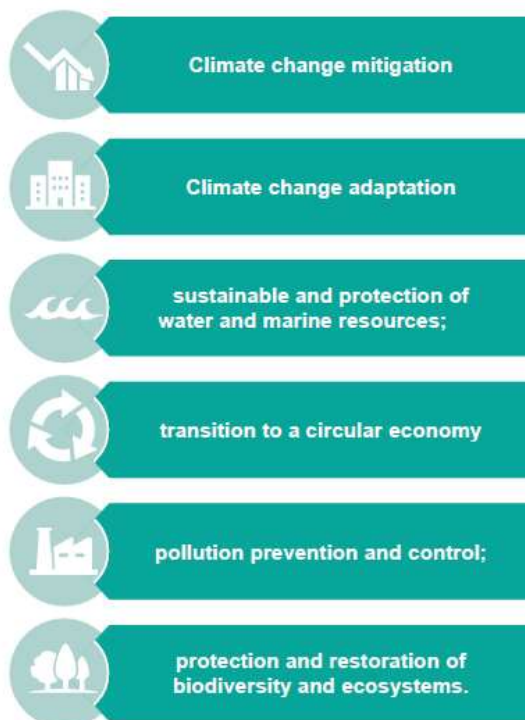 Climate change mitigation
Climate change adaptation
sustainable and protection of
water and marine resources;
transition to a circular economy
pollution prevention and control;
protection and restoration of
biodiversity and ecosystems.